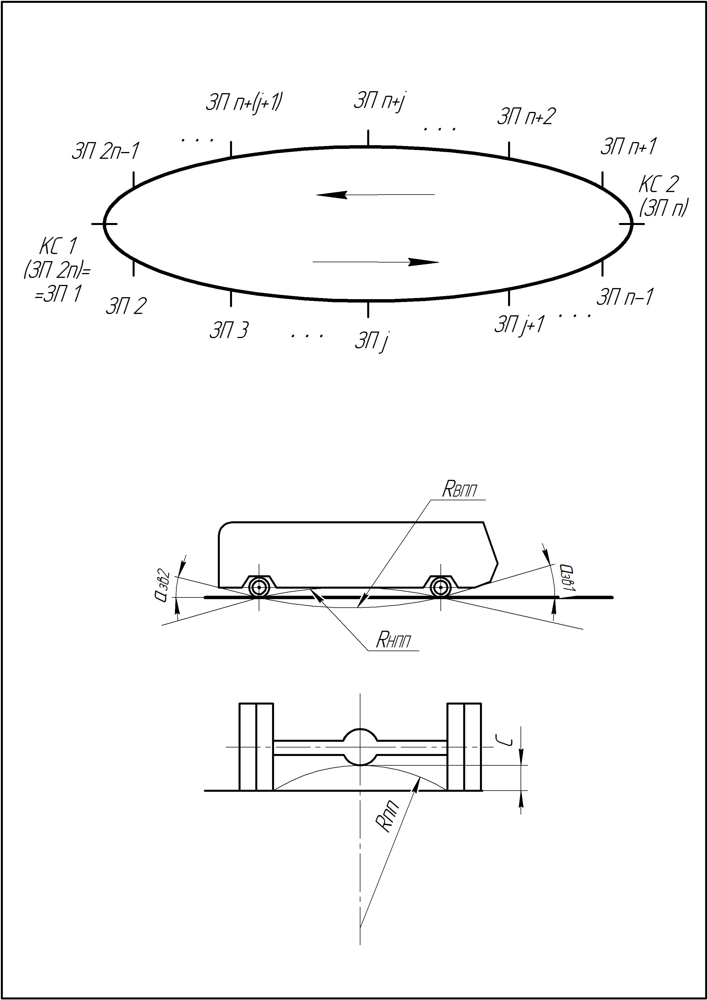 ЗП n+(j+1)
ЗП n+j
ЗП n+2
. . .
. . .
ЗП 2n-1
ЗП n+1
КС 2
(ЗП n)
КС 1
(ЗП 2n)=
=ЗП 1
ЗП 2
ЗП n-1
ЗП 3
. . .
ЗП j
ЗП j+1
. . .
RВПП
αзв2
αзв1
RНПП
C
RПП